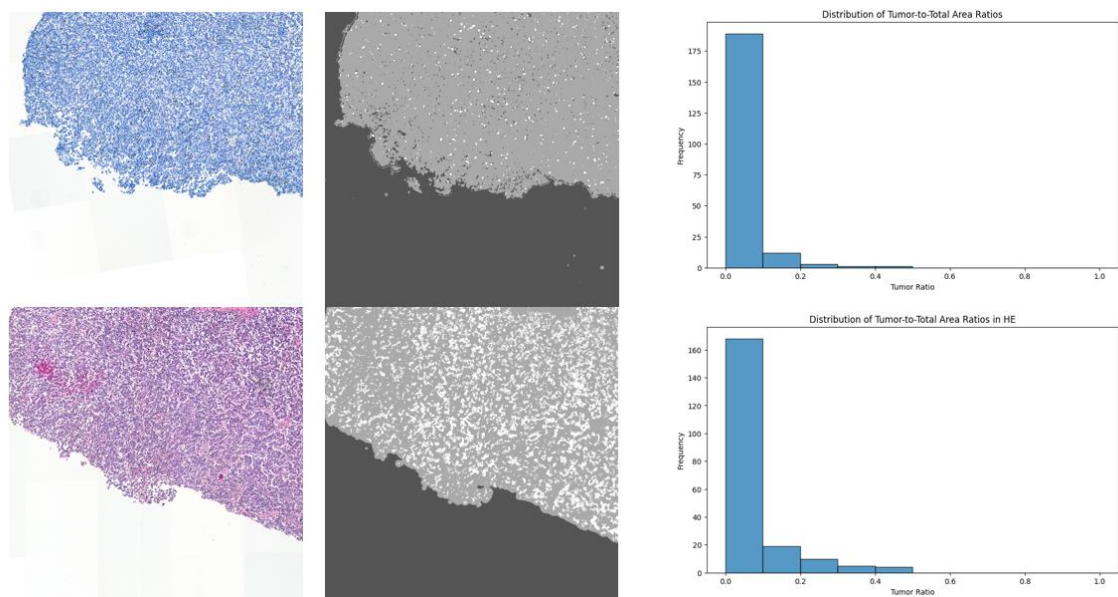 Distribution of Tumor-to-Total Area Ratios
Frequency
175
150
125
100
75
50
25
0
0.0 0.2 0.4 0.6 0.8 1.0
Tumor Ratio
Distribution of Tumor-to-Total Area Ratios in HE
Frequency
160
140
120
100
80
60
40
20
0
0.0 0.2 0.4 0.6 0.8 1.0
Tumor Ratio